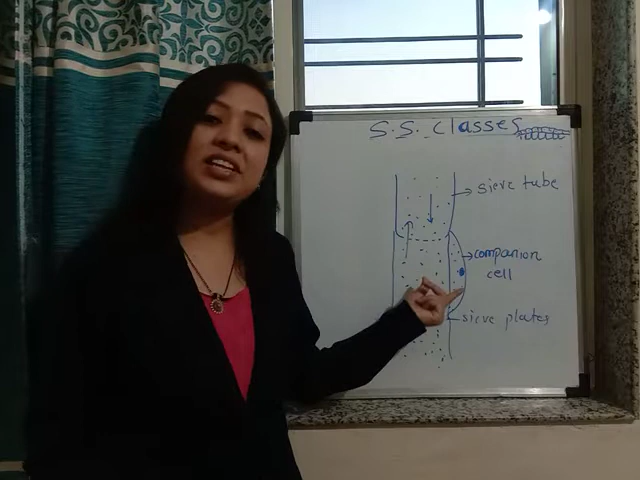 S.S. Classes
sieve tube
companion
cell
sieve plates